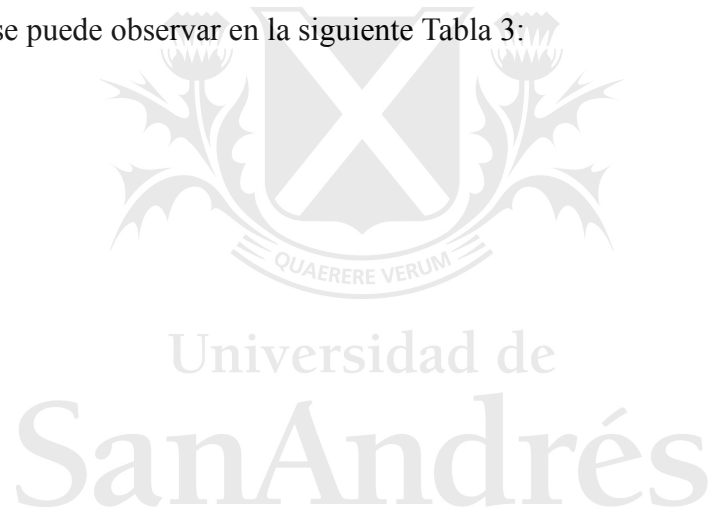 se puede observar en la siguiente Tabla 3:
QUAERERE VERUM
Universidad de
SanAndrés